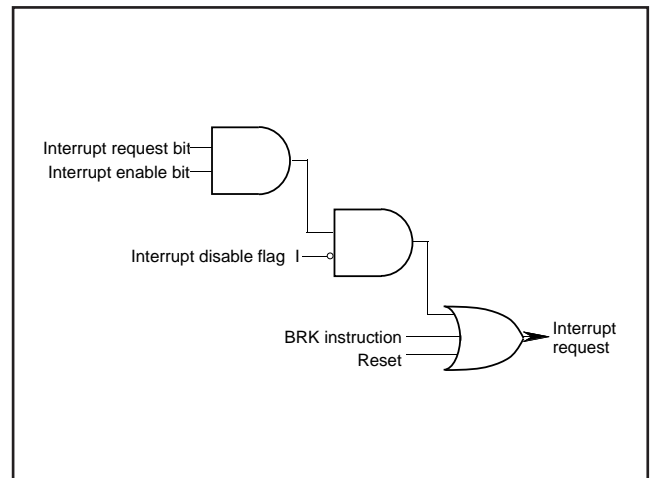 Interrupt request bit
Interrupt enable bit
Interrupt disable flag I
BRK instruction
Reset
Interrupt
request